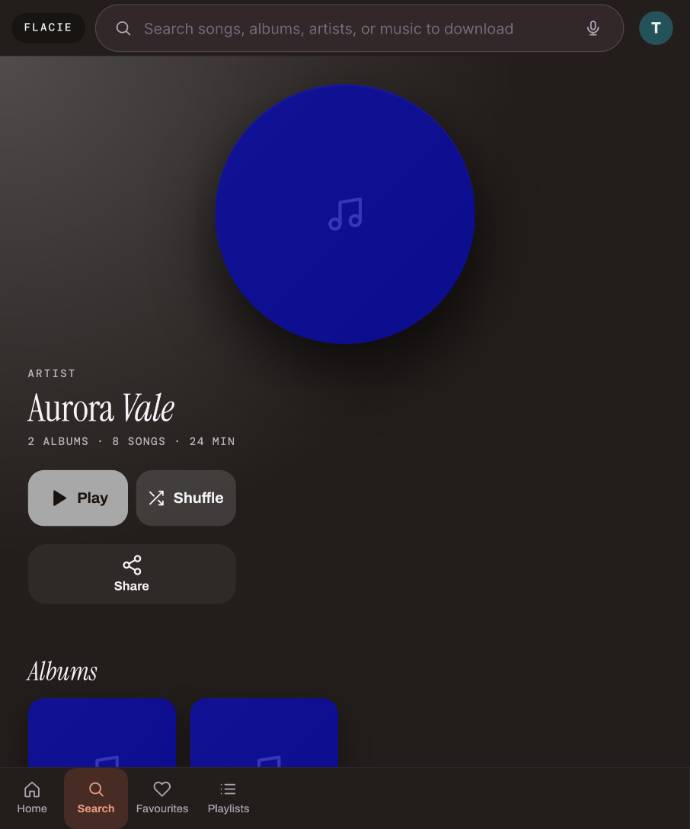 FLACIE
Search songs, albums, artists, or music to download
T
ARTIST
Aurora Vale
2 ALBUMS · 8 SONGS · 24 MIN
Play
Shuffle
Share
Albums
Home
Search
Favourites
Playlists